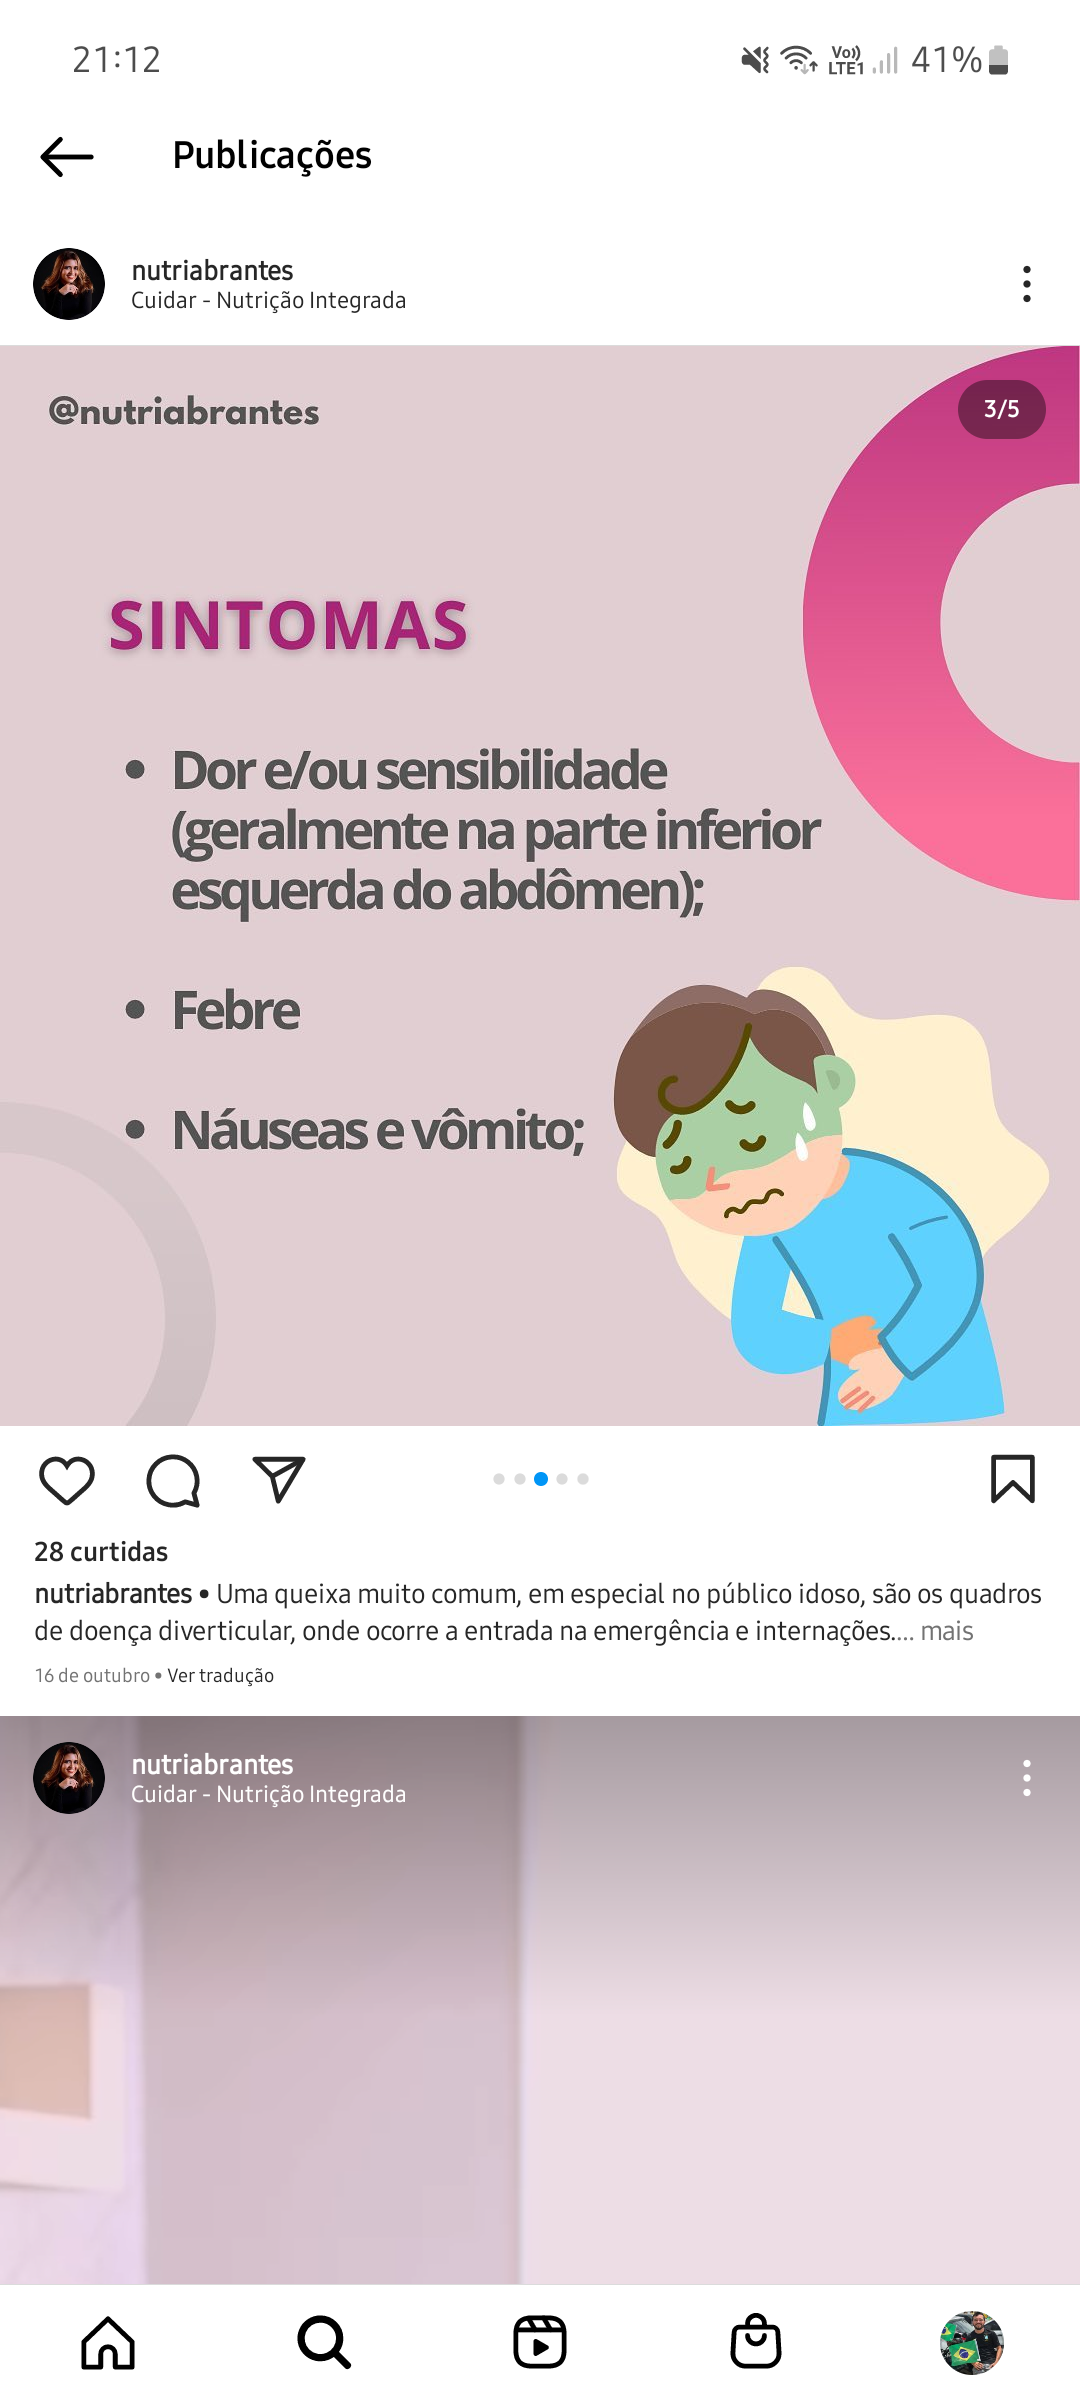 21:12
Vo)) LTE1 41%
Publicações
nutriabrantes
Cuidar - Nutrição Integrada
@nutriabrantes
3/5
SINTOMAS
• Dor e/ou sensibilidade
(geralmente na parte inferior
esquerda do abdômen);
• Febre
• Náuseas e vômito;
28 curtidas
nutriabrantes • Uma queixa muito comum, em especial no público idoso, são os quadros
de doença diverticular, onde ocorre a entrada na emergência e internações.... mais
16 de outubro • Ver tradução
nutriabrantes
Cuidar - Nutrição Integrada